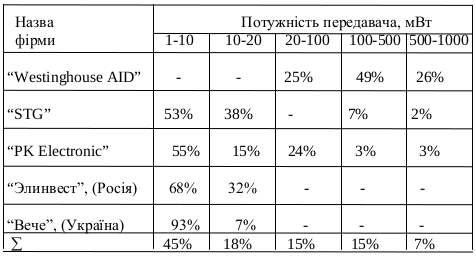 Назва Потужність передавача, мВт
фірми 1-10 10-20 20-100 100-500 500-1000
“Westinghouse AID” - - 25% 49% 26%
“STG” 53% 38% - 7% 2%
“PK Electronic” 55% 15% 24% 3% 3%
“Элинвест”, (Росія) 68% 32% - - -
“Вече”, (Україна) 93% 7% - - -
∑ 45% 18% 15% 15% 7%